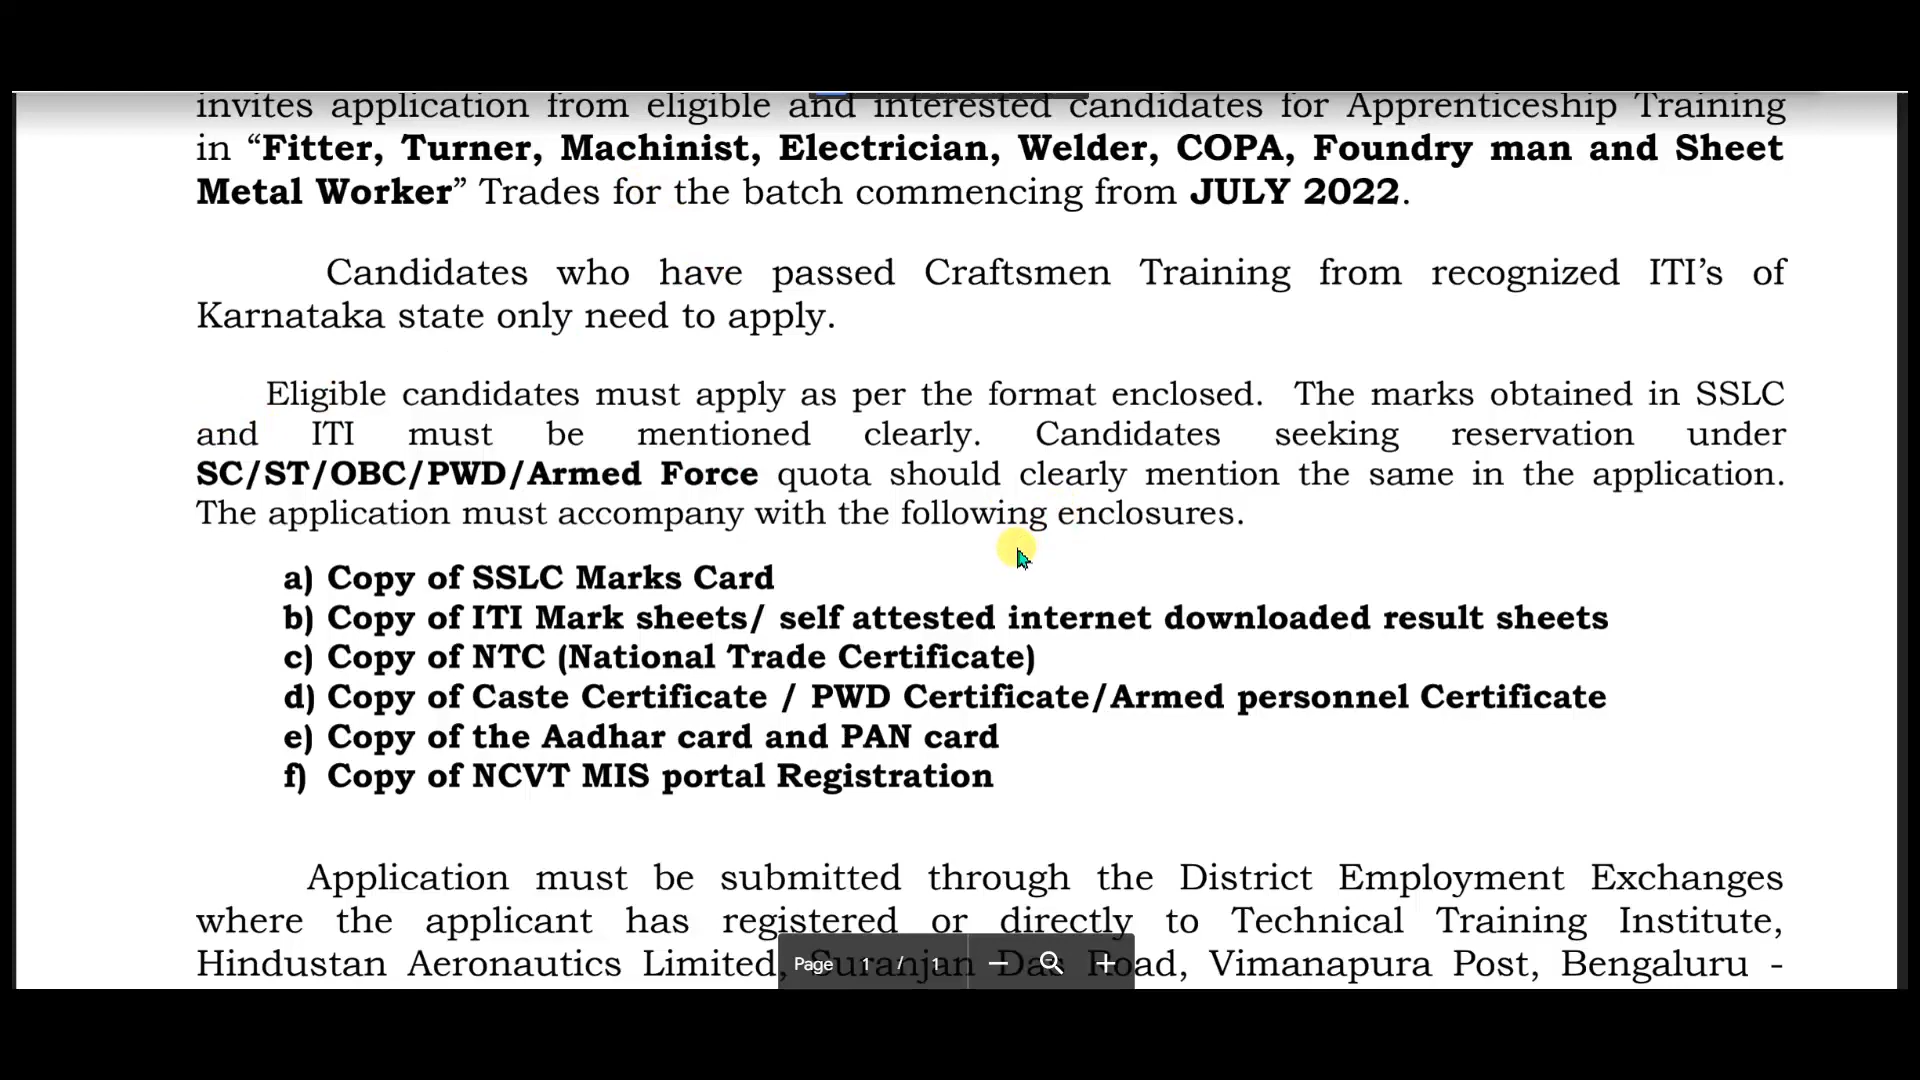 invites application from eligible and interested candidates for Apprenticeship Training
in “Fitter, Turner, Machinist, Electrician, Welder, COPA, Foundry man and Sheet
Metal Worker” Trades for the batch commencing from JULY 2022.
Candidates who have passed Craftsmen Training from recognized ITI’s of
Karnataka state only need to apply.
Eligible candidates must apply as per the format enclosed. The marks obtained in SSLC
and ITI must be mentioned clearly. Candidates seeking reservation under
SC/ST/OBC/PWD/Armed Force quota should clearly mention the same in the application.
The application must accompany with the following enclosures.
a) Copy of SSLC Marks Card
b) Copy of ITI Mark sheets/ self attested internet downloaded result sheets
c) Copy of NTC (National Trade Certificate)
d) Copy of Caste Certificate / PWD Certificate/Armed personnel Certificate
e) Copy of the Aadhar card and PAN card
f) Copy of NCVT MIS portal Registration
Application must be submitted through the District Employment Exchanges
where the applicant has registered or directly to Technical Training Institute,
Hindustan Aeronautics Limited, Suranjan Das Road, Vimanapura Post, Bengaluru -
Page 1 / 1